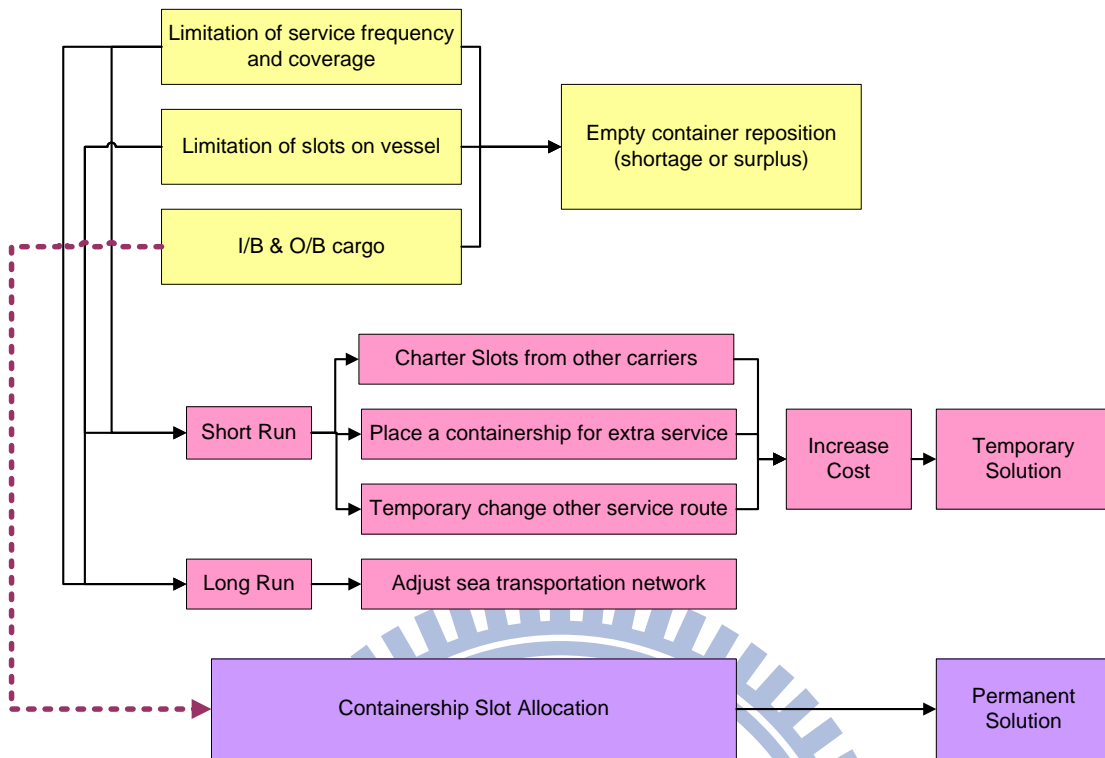 Limitation of service frequency
and coverage
Limitation of slots on vessel
Empty container reposition
(shortage or surplus)
I/B & O/B cargo
Charter Slots from other carriers
Short Run
Place a containership for extra service
Increase
Cost
Temporary
Solution
Temporary change other service route
Long Run
Adjust sea transportation network
Containership Slot Allocation
Permanent
Solution